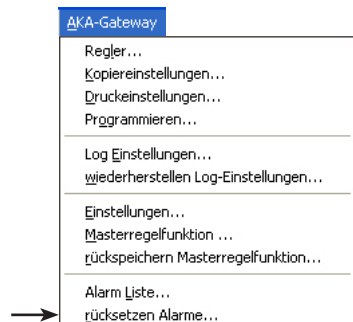 AKA-Gateway
Regler...
Kopiereinstellungen...
Druckeinstellungen...
Programmieren...
Log Einstellungen...
wiederherstellen Log-Einstellungen...
Einstellungen...
Masterregelfunktion ...
rückspeichern Masterregelfunktion...
Alarm Liste...
rücksetzen Alarme...